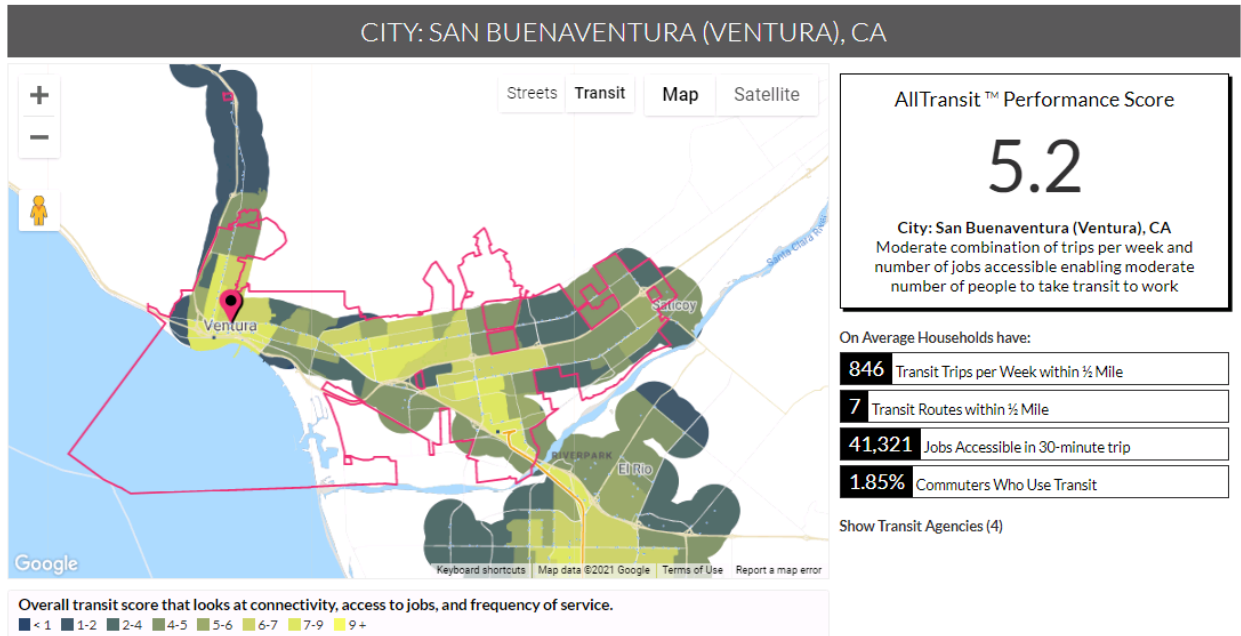 CITY: SAN BUENAVENTURA (VENTURA), CA
+
−
Streets
Transit
Map
Satellite
Santa Clara River
Saticoy
Ventura
RIVERPARK
El Rio
Google
Keyboard shortcuts
Map data ©2021 Google
Terms of Use
Report a map error
Overall transit score that looks at connectivity, access to jobs, and frequency of service.
< 1 1-2 2-4 4-5 5-6 6-7 7-9 9 +
AllTransit ™ Performance Score
5.2
City: San Buenaventura (Ventura), CA
Moderate combination of trips per week and
number of jobs accessible enabling moderate
number of people to take transit to work
On Average Households have:
846 Transit Trips per Week within ½ Mile
7 Transit Routes within ½ Mile
41,321 Jobs Accessible in 30-minute trip
1.85% Commuters Who Use Transit
Show Transit Agencies (4)